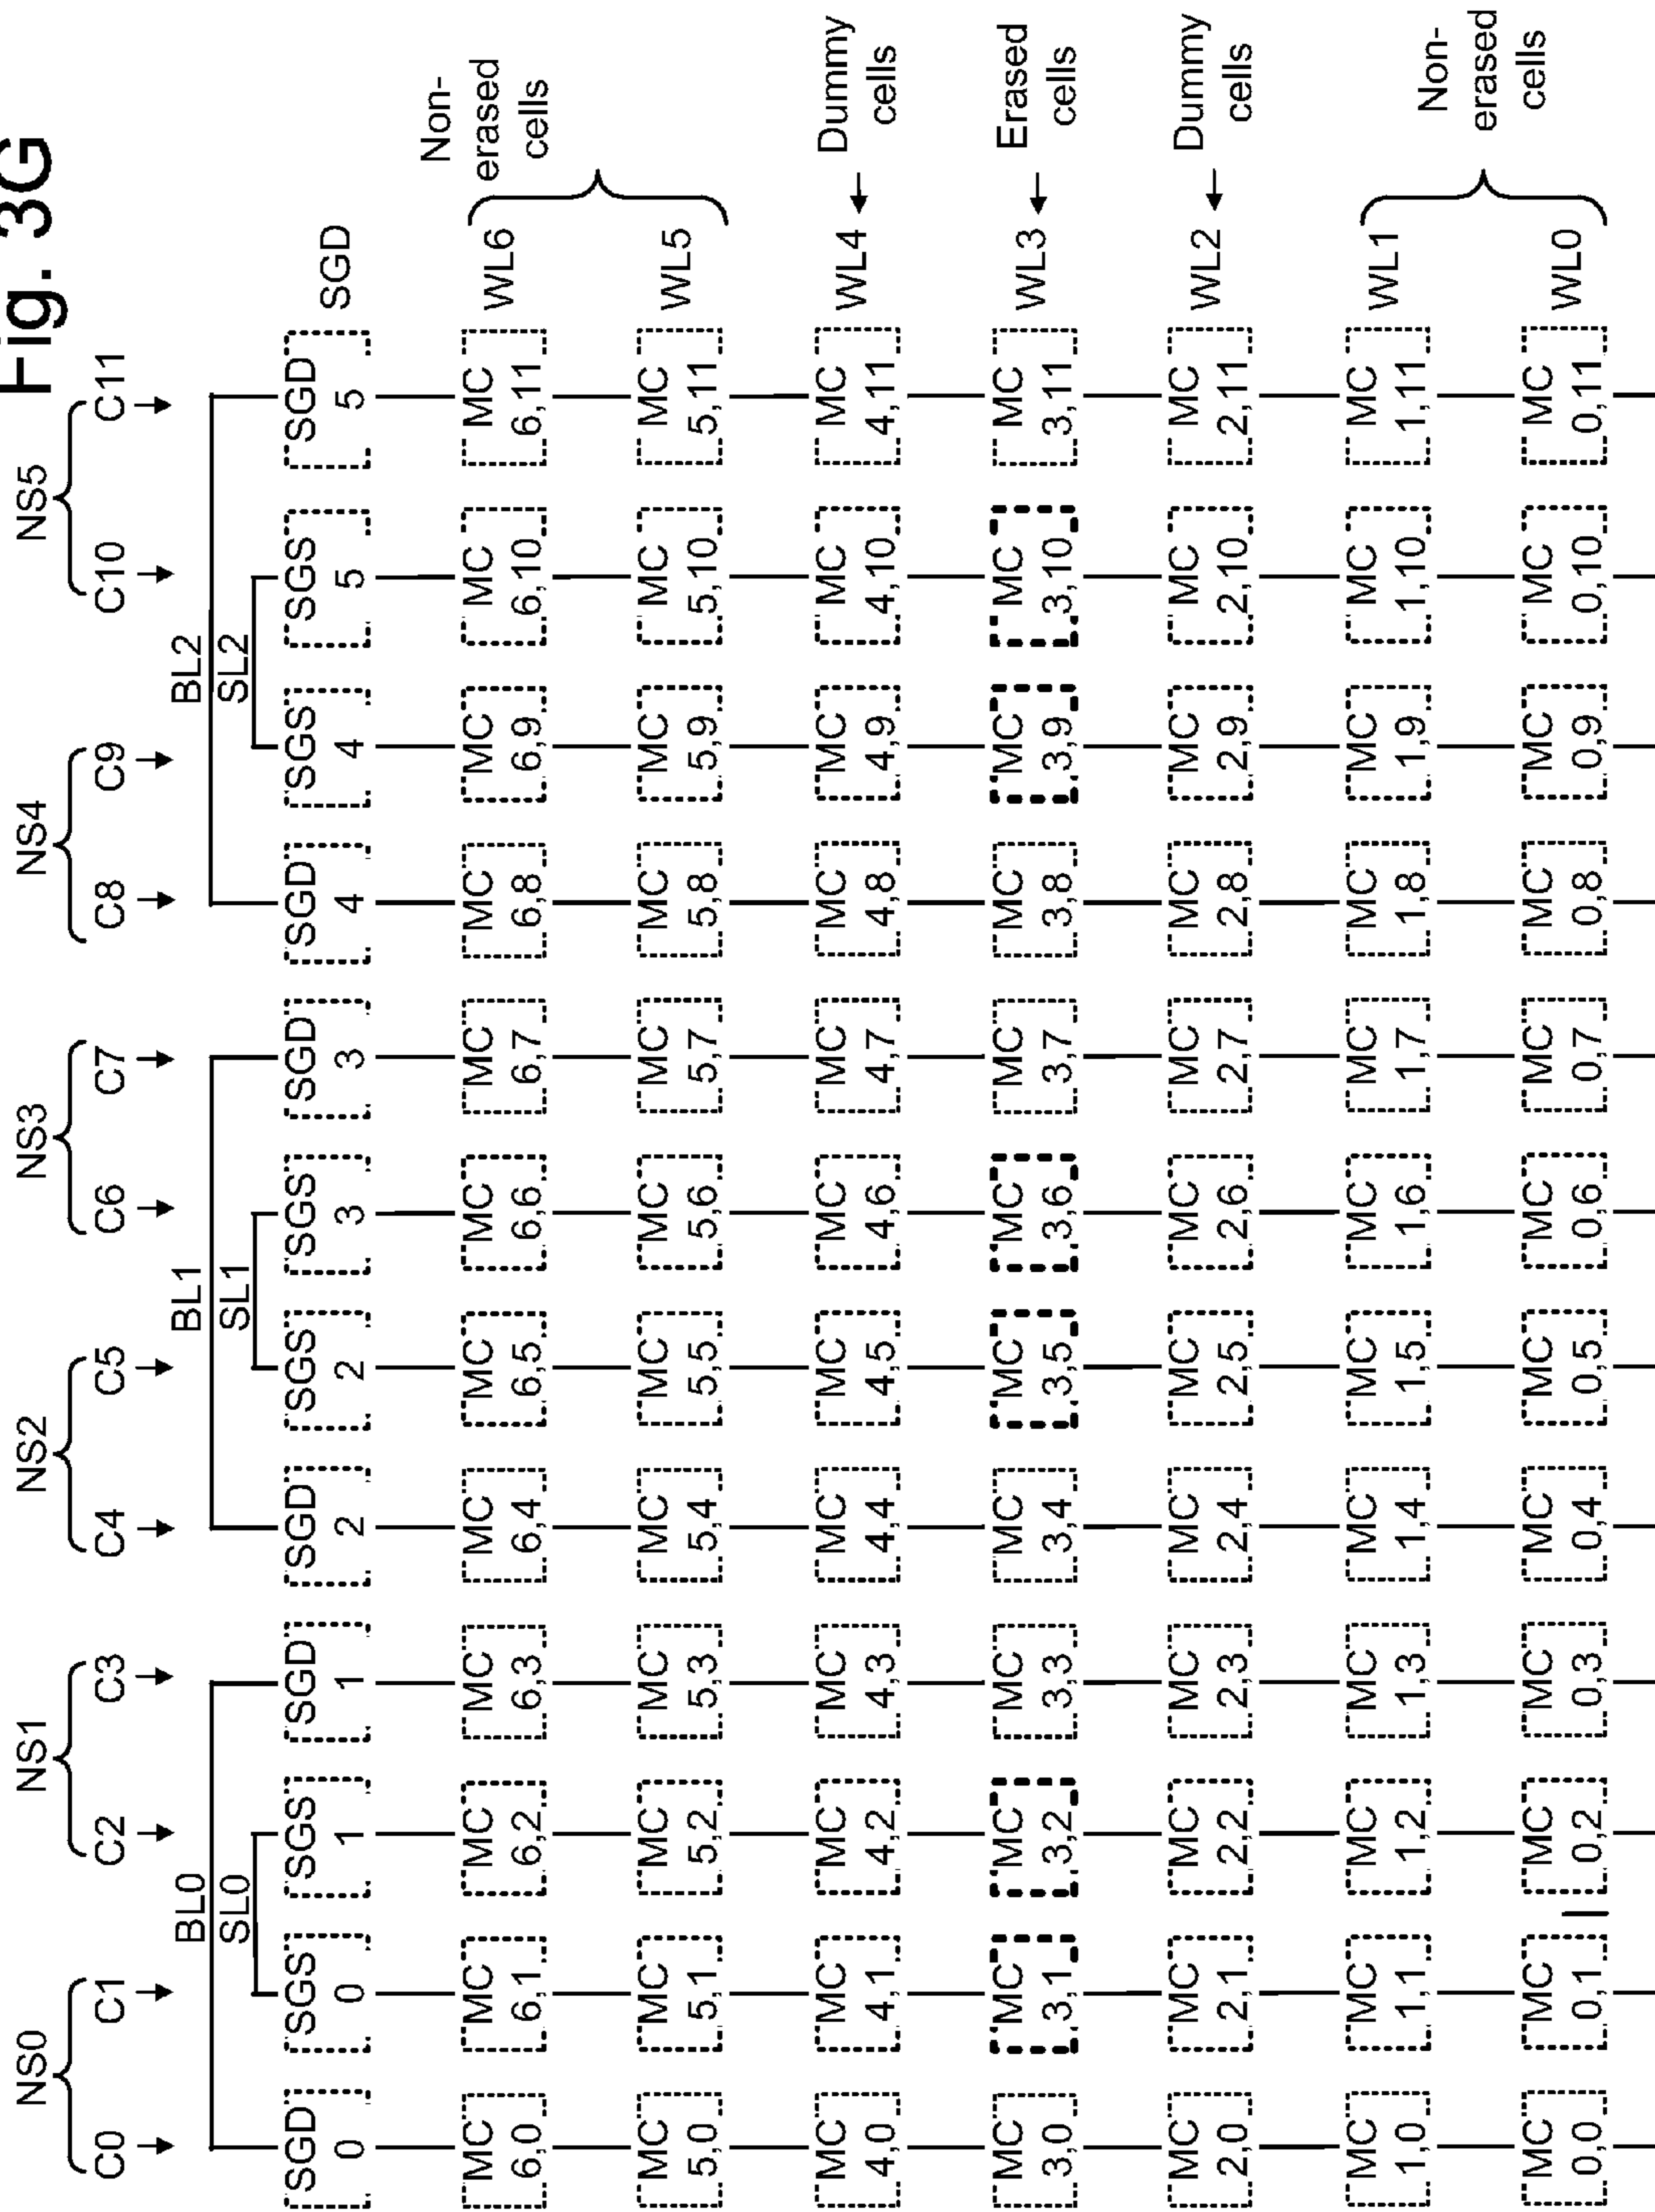 Fig. 3G
NS0 NS1 NS2 NS3 NS4 NS5
C0 C1 C2 C3 C4 C5 C6 C7 C8 C9 C10 C11
BL0 BL1 BL2
SL0 SL1 SL2
SGD SGS SGS SGD SGD SGS SGS SGD SGD SGS SGS SGD SGD
0 0 1 1 2 2 3 3 4 4 5 5
Non-
erased
cells
MC MC MC MC MC MC MC MC MC MC MC MC WL6
6,0 6,1 6,2 6,3 6,4 6,5 6,6 6,7 6,8 6,9 6,10 6,11
MC MC MC MC MC MC MC MC MC MC MC MC WL5
5,0 5,1 5,2 5,3 5,4 5,5 5,6 5,7 5,8 5,9 5,10 5,11
MC MC MC MC MC MC MC MC MC MC MC MC WL4 Dummy
4,0 4,1 4,2 4,3 4,4 4,5 4,6 4,7 4,8 4,9 4,10 4,11 cells
MC MC MC MC MC MC MC MC MC MC MC MC WL3 Erased
3,0 3,1 3,2 3,3 3,4 3,5 3,6 3,7 3,8 3,9 3,10 3,11 cells
MC MC MC MC MC MC MC MC MC MC MC MC WL2 Dummy
2,0 2,1 2,2 2,3 2,4 2,5 2,6 2,7 2,8 2,9 2,10 2,11 cells
MC MC MC MC MC MC MC MC MC MC MC MC WL1
1,0 1,1 1,2 1,3 1,4 1,5 1,6 1,7 1,8 1,9 1,10 1,11
Non-
erased
cells
MC MC MC MC MC MC MC MC MC MC MC MC WL0
0,0 0,1 0,2 0,3 0,4 0,5 0,6 0,7 0,8 0,9 0,10 0,11